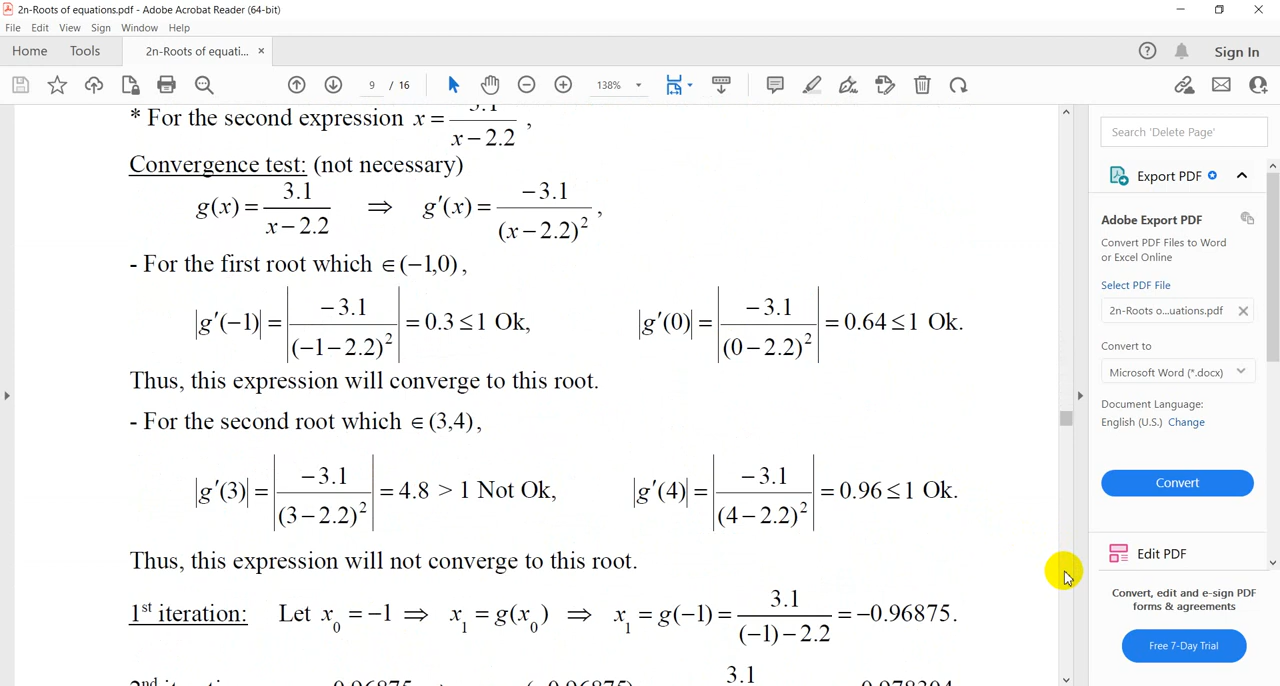 2n-Roots of equations.pdf - Adobe Acrobat Reader (64-bit)
File Edit View Sign Window Help
Home Tools 2n-Roots of equati... × Sign In
9 / 16 138%
* For the second expression x = 3.1 / (x − 2.2) ,
Convergence test: (not necessary)
g(x) = 3.1 / (x − 2.2) ⇒ g′(x) = −3.1 / (x − 2.2)² ,
- For the first root which ∈ (−1,0) ,
|g′(−1)| = |−3.1 / (−1 − 2.2)²| = 0.3 ≤ 1 Ok, |g′(0)| = |−3.1 / (0 − 2.2)²| = 0.64 ≤ 1 Ok.
Thus, this expression will converge to this root.
- For the second root which ∈ (3,4) ,
|g′(3)| = |−3.1 / (3 − 2.2)²| = 4.8 > 1 Not Ok, |g′(4)| = |−3.1 / (4 − 2.2)²| = 0.96 ≤ 1 Ok.
Thus, this expression will not converge to this root.
1st iteration: Let x₀ = −1 ⇒ x₁ = g(x₀) ⇒ x₁ = g(−1) = 3.1 / ((−1) − 2.2) = −0.96875.
3.1
Search 'Delete Page'
Export PDF
Adobe Export PDF
Convert PDF Files to Word
or Excel Online
Select PDF File
2n-Roots o...uations.pdf
Convert to
Microsoft Word (*.docx)
Document Language:
English (U.S.) Change
Convert
Edit PDF
Convert, edit and e-sign PDF
forms & agreements
Free 7-Day Trial